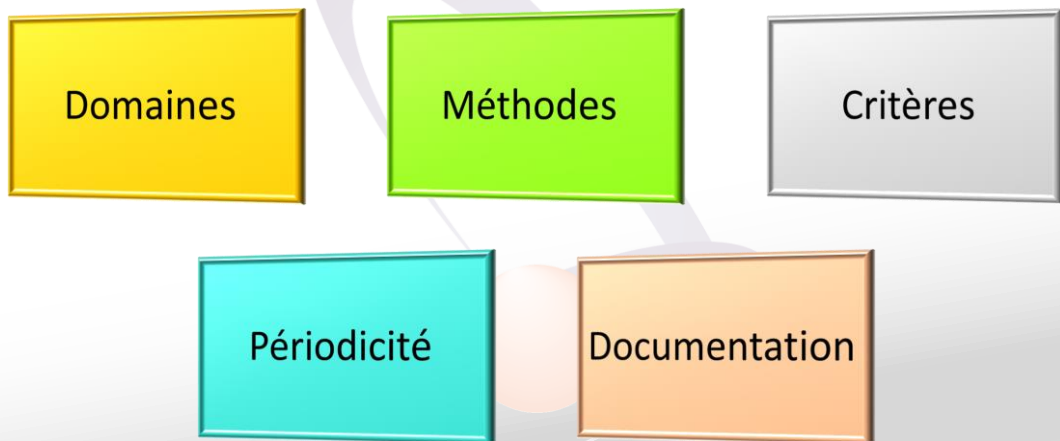 Domaines
Méthodes
Critères
Périodicité
Documentation